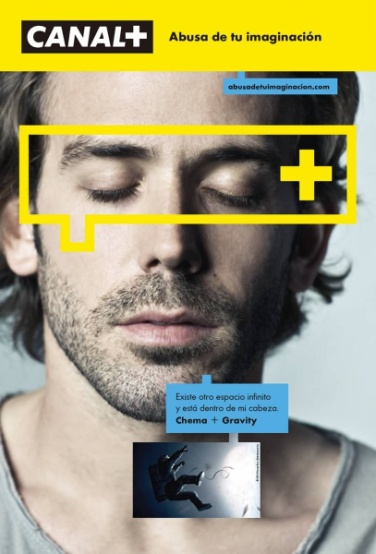 CANAL+
Abusa de tu imaginación
abusadetuimaginacion.com
+
Existe otro espacio infinito
y está dentro de mi cabeza.
Chema + Gravity